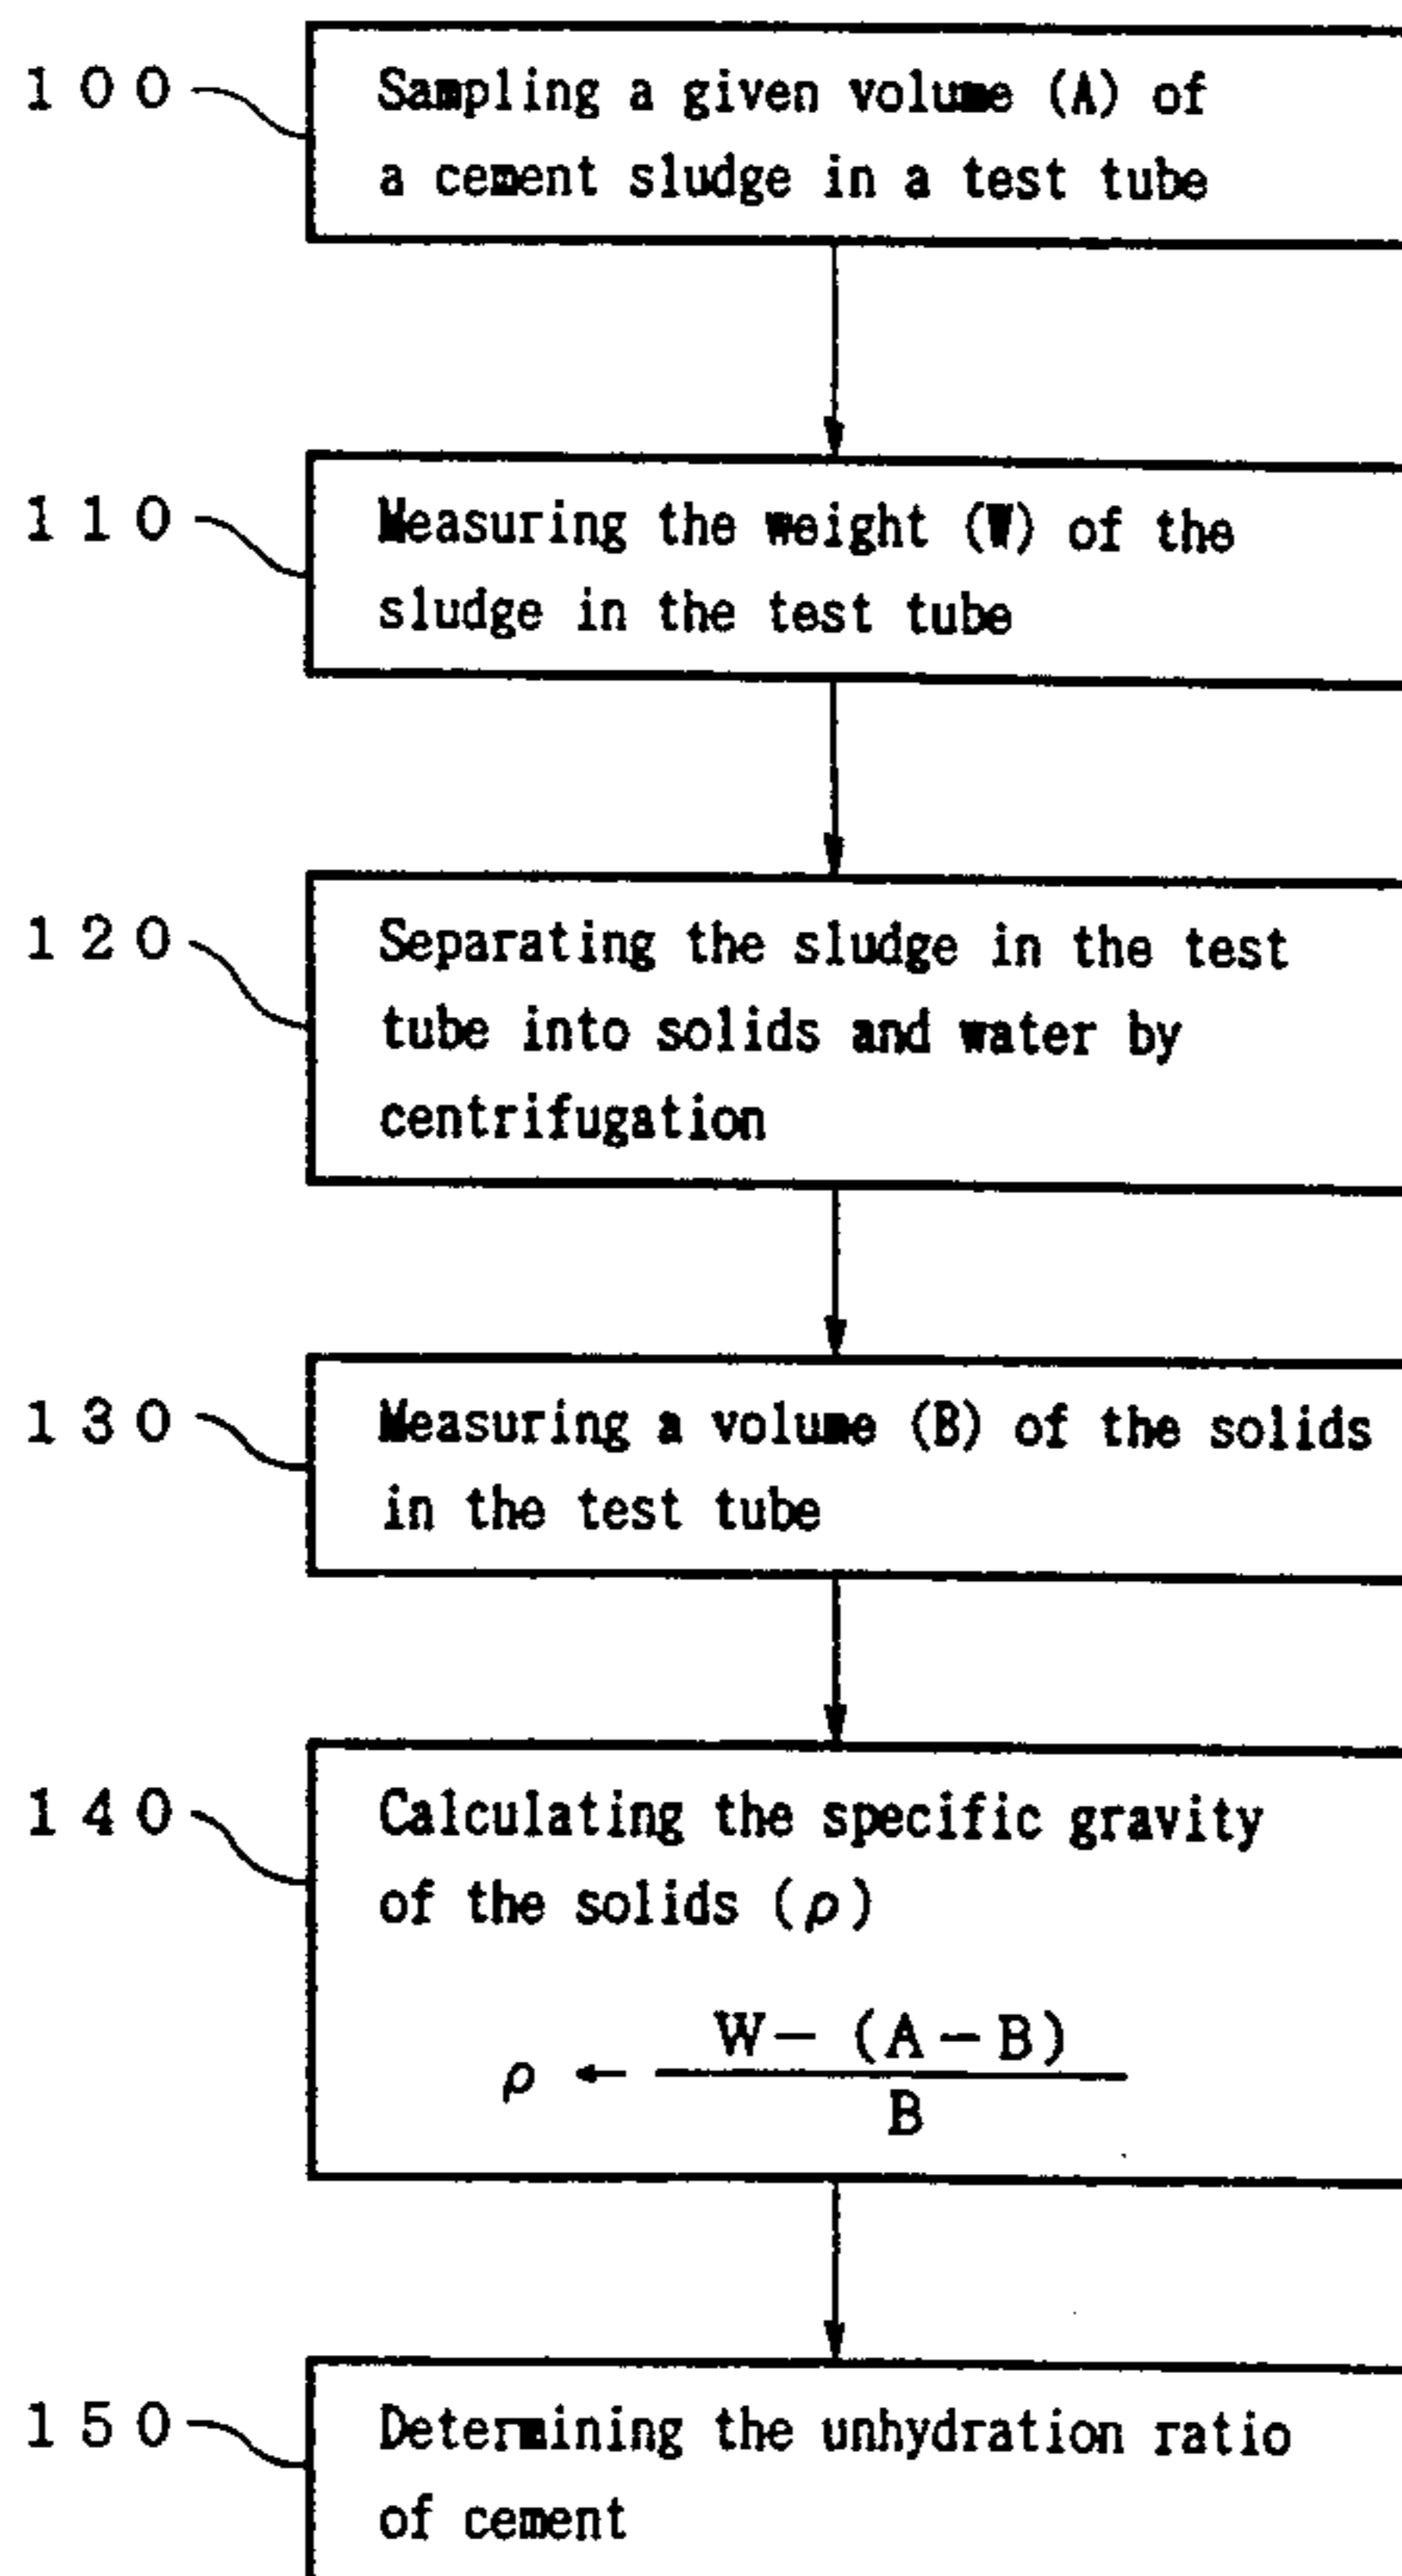 100 Sampling a given volume (A) of
a cement sludge in a test tube
110 Measuring the weight (W) of the
sludge in the test tube
120 Separating the sludge in the test
tube into solids and water by
centrifugation
130 Measuring a volume (B) of the solids
in the test tube
140 Calculating the specific gravity
of the solids (ρ)
W− (A−B)
ρ ←
B
150 Determining the unhydration ratio
of cement